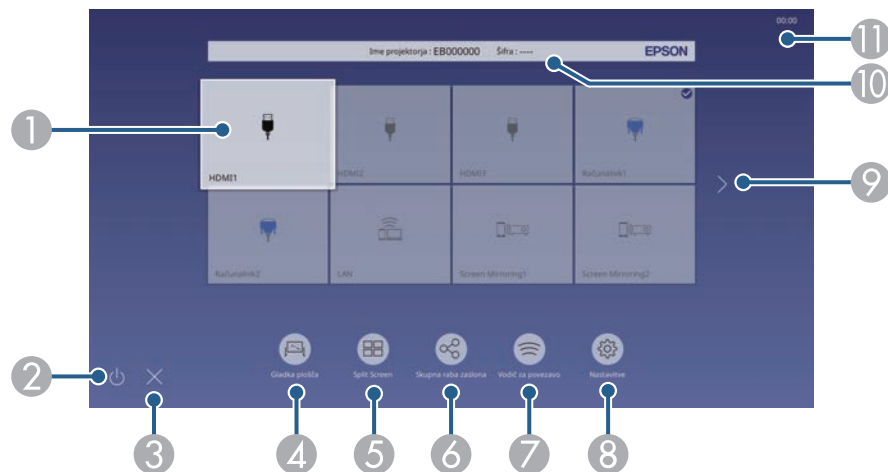 00:00
11
Ime projektorja : EB000000 Šifra : ---- EPSON
10
1
HDMI1 HDMI2 HDMI3 Računalnik1
9
Računalnik2 LAN Screen Mirroring1 Screen Mirroring2
2
Gladka plošča Split Screen Skupna raba zaslona Vodič za povezavo Nastavitve
3 4 5 6 7 8